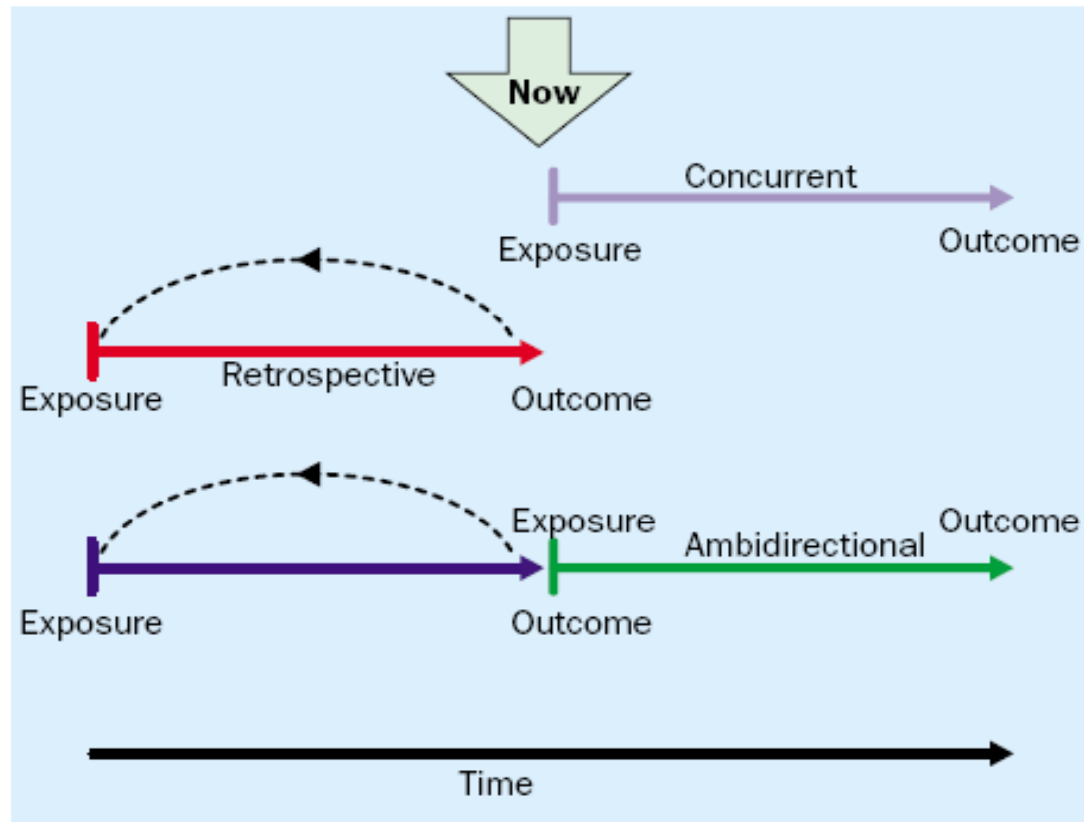 Now
Concurrent
Exposure
Outcome
Retrospective
Exposure
Outcome
Exposure
Outcome
Ambidirectional
Exposure
Outcome
Time